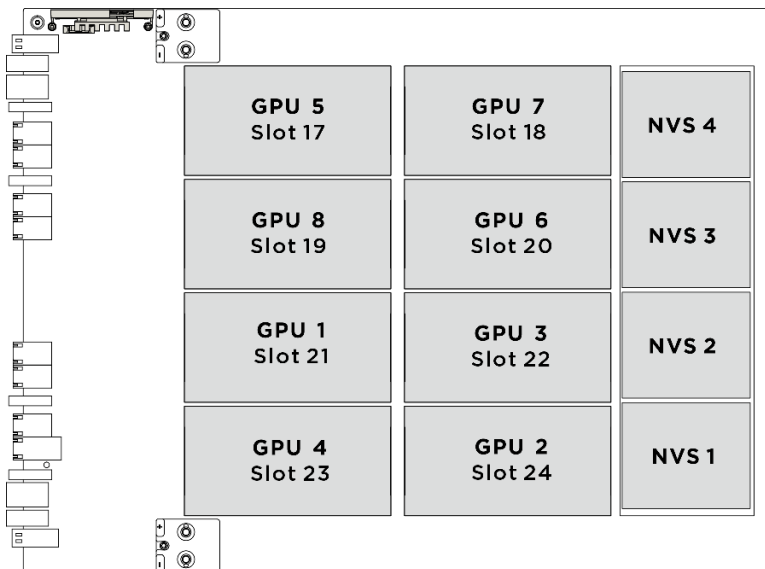 GPU 5
Slot 17
GPU 7
Slot 18
NVS 4
GPU 8
Slot 19
GPU 6
Slot 20
NVS 3
GPU 1
Slot 21
GPU 3
Slot 22
NVS 2
GPU 4
Slot 23
GPU 2
Slot 24
NVS 1